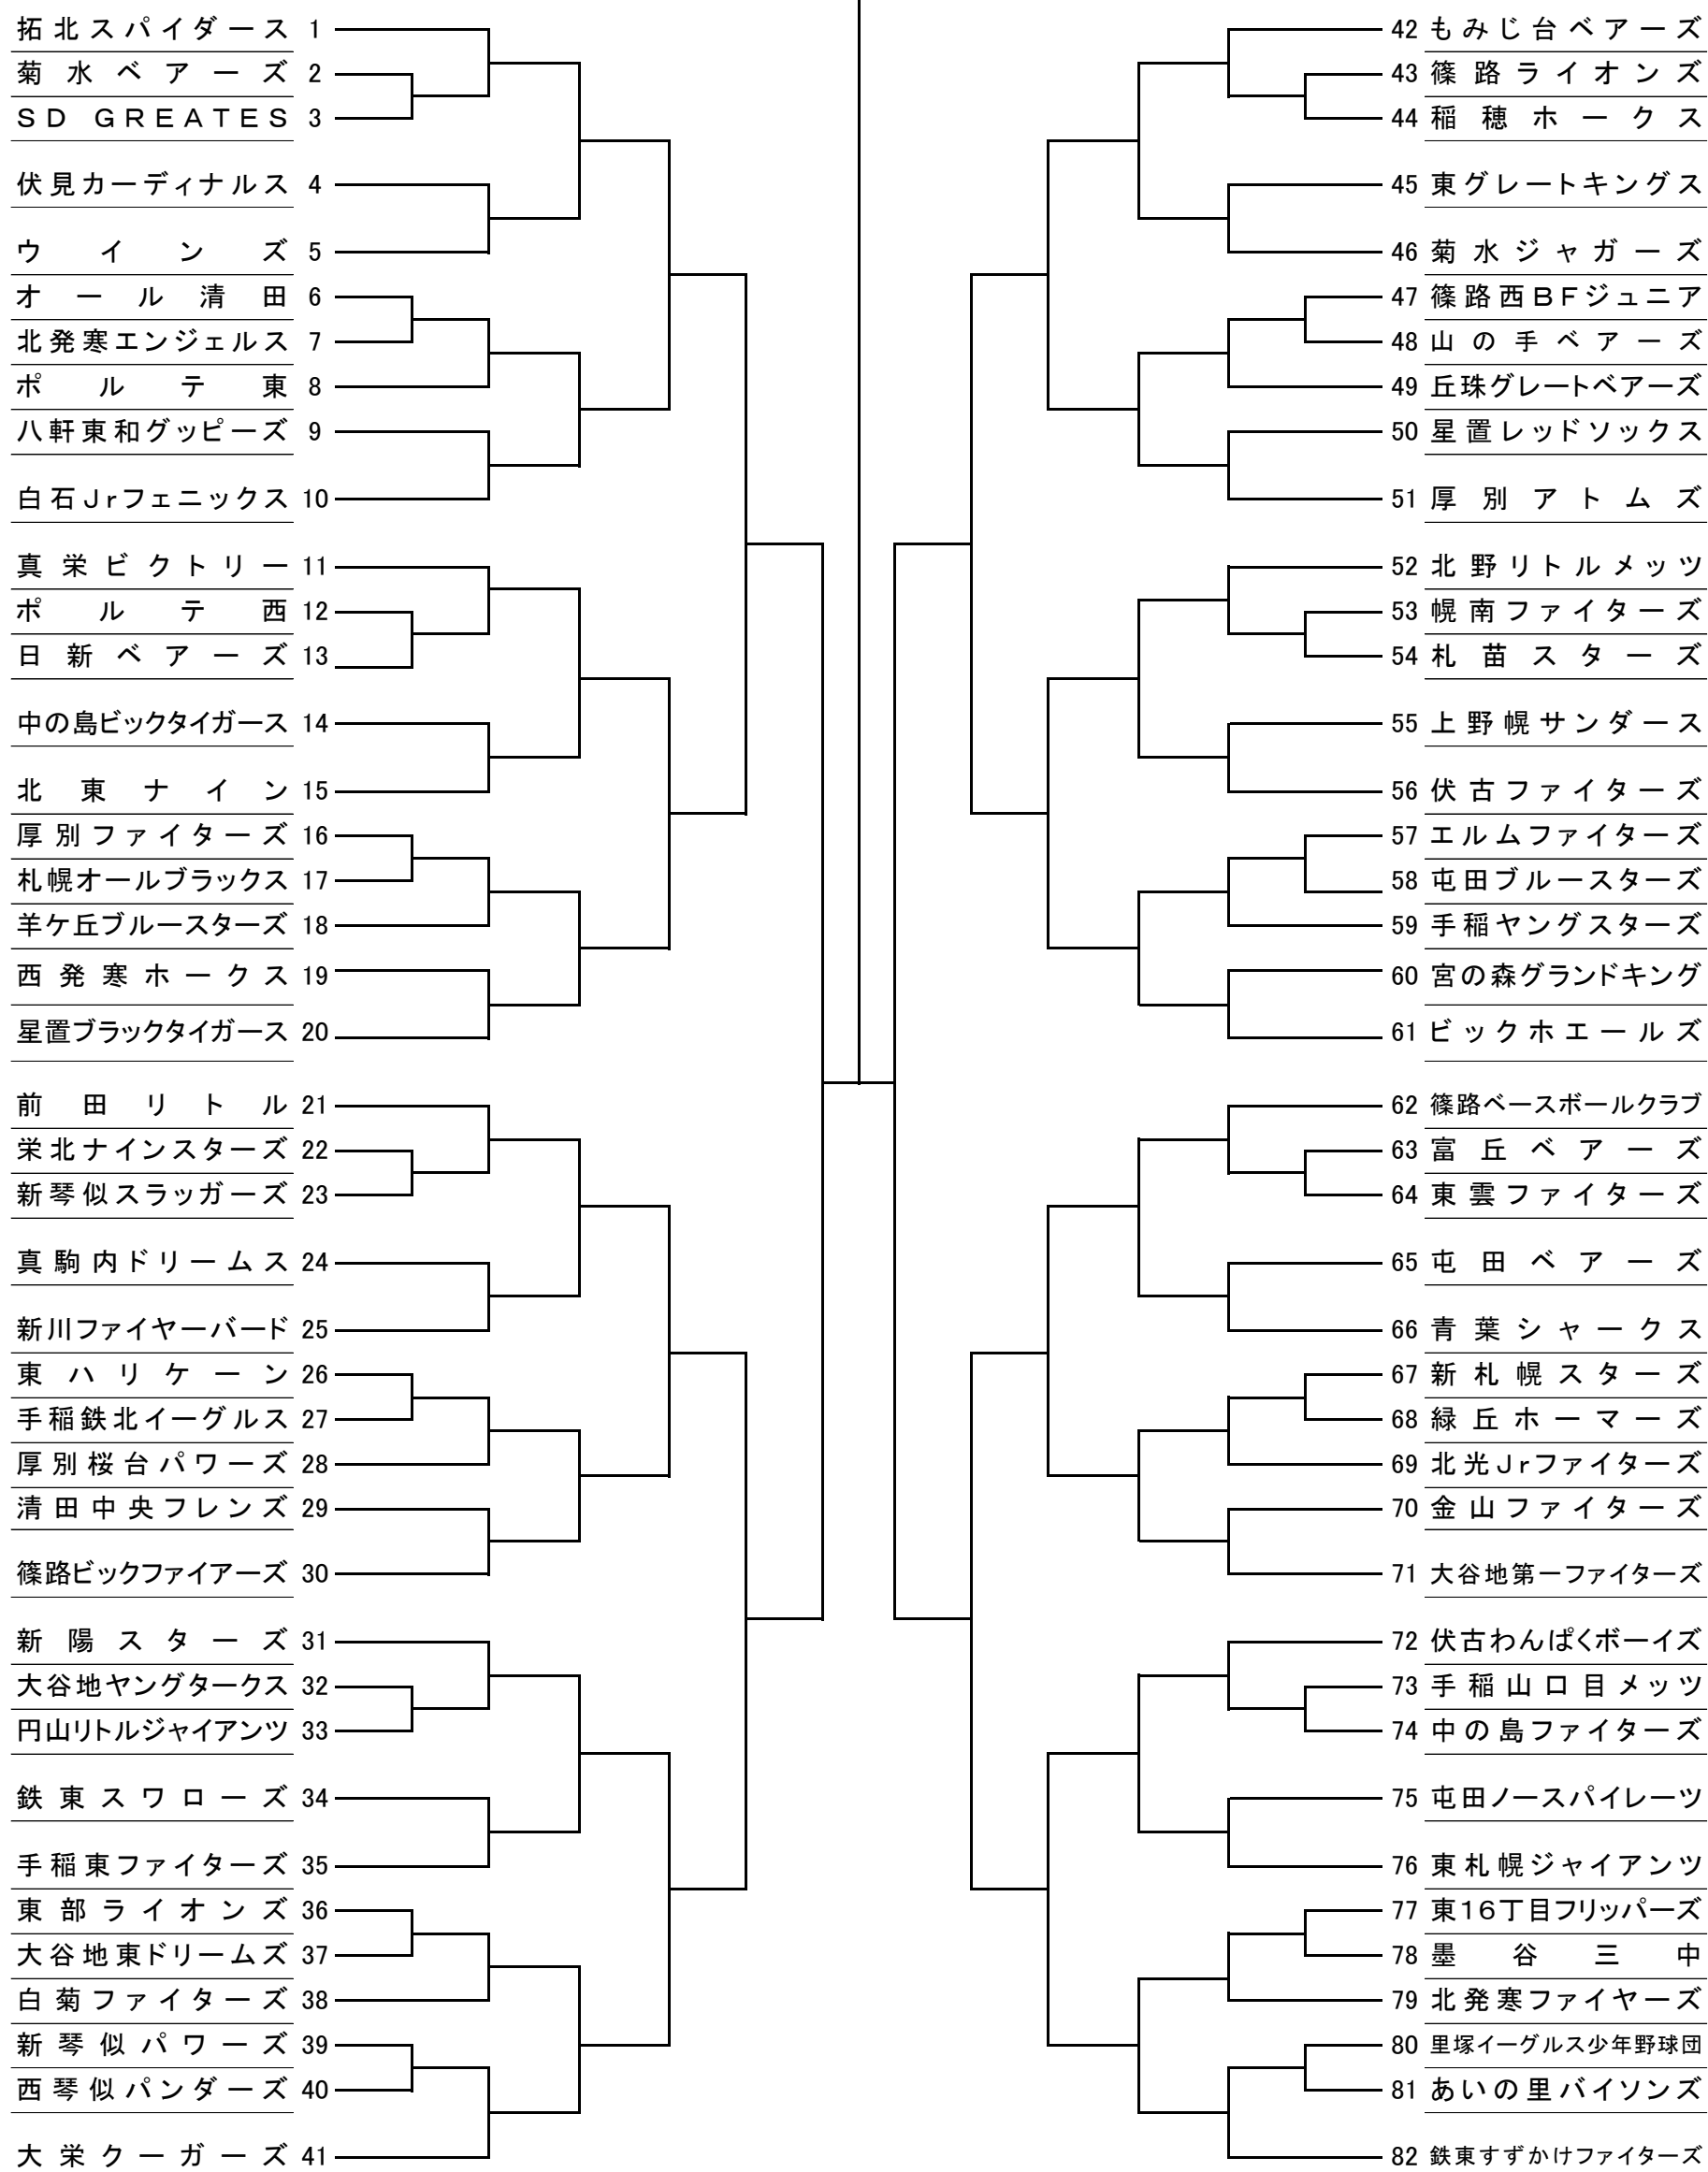 拓北スパイダース 1
菊水ベアーズ 2
SD GREATES 3
伏見カーディナルス 4
ウインズ 5
オール清田 6
北発寒エンジェルス 7
ポルテ東 8
八軒東和グッピーズ 9
白石Jrフェニックス 10
真栄ビクトリー 11
ポルテ西 12
日新ベアーズ 13
中の島ビックタイガース 14
北東ナイン 15
厚別ファイターズ 16
札幌オールブラックス 17
羊ケ丘ブルースターズ 18
西発寒ホークス 19
星置ブラックタイガース 20
前田リトル 21
栄北ナインスターズ 22
新琴似スラッガーズ 23
真駒内ドリームス 24
新川ファイヤーバード 25
東ハリケーン 26
手稲鉄北イーグルス 27
厚別桜台パワーズ 28
清田中央フレンズ 29
篠路ビックファイアーズ 30
新陽スターズ 31
大谷地ヤングタークス 32
円山リトルジャイアンツ 33
鉄東スワローズ 34
手稲東ファイターズ 35
東部ライオンズ 36
大谷地東ドリームズ 37
白菊ファイターズ 38
新琴似パワーズ 39
西琴似パンダーズ 40
大栄クーガーズ 41
42 もみじ台ベアーズ
43 篠路ライオンズ
44 稲穂ホークス
45 東グレートキングス
46 菊水ジャガーズ
47 篠路西BFジュニア
48 山の手ベアーズ
49 丘珠グレートベアーズ
50 星置レッドソックス
51 厚別アトムズ
52 北野リトルメッツ
53 幌南ファイターズ
54 札苗スターズ
55 上野幌サンダース
56 伏古ファイターズ
57 エルムファイターズ
58 屯田ブルースターズ
59 手稲ヤングスターズ
60 宮の森グランドキング
61 ビックホエールズ
62 篠路ベースボールクラブ
63 富丘ベアーズ
64 東雲ファイターズ
65 屯田ベアーズ
66 青葉シャークス
67 新札幌スターズ
68 緑丘ホーマーズ
69 北光Jrファイターズ
70 金山ファイターズ
71 大谷地第一ファイターズ
72 伏古わんぱくボーイズ
73 手稲山口目メッツ
74 中の島ファイターズ
75 屯田ノースパイレーツ
76 東札幌ジャイアンツ
77 東16丁目フリッパーズ
78 墨谷三中
79 北発寒ファイヤーズ
80 里塚イーグルス少年野球団
81 あいの里バイソンズ
82 鉄東すずかけファイターズ